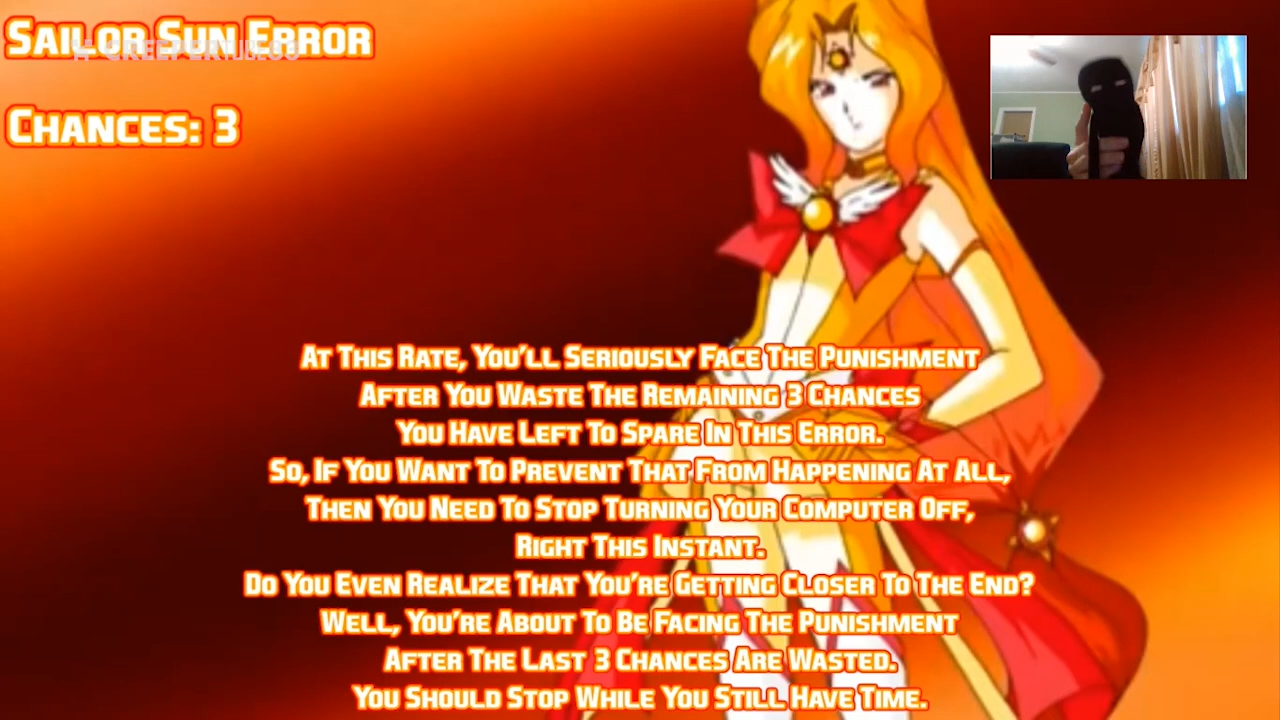 Sailor Sun Error
Chances: 3
At This Rate, You'll Seriously Face The Punishment
After You Waste The Remaining 3 Chances
You Have Left To Spare In This Error.
So, If You Want To Prevent That From Happening At All,
Then You Need To Stop Turning Your Computer Off,
Right This Instant.
Do You Even Realize That You're Getting Closer To The End?
Well, You're About To Be Facing The Punishment
After The Last 3 Chances Are Wasted.
You Should Stop While You Still Have Time.